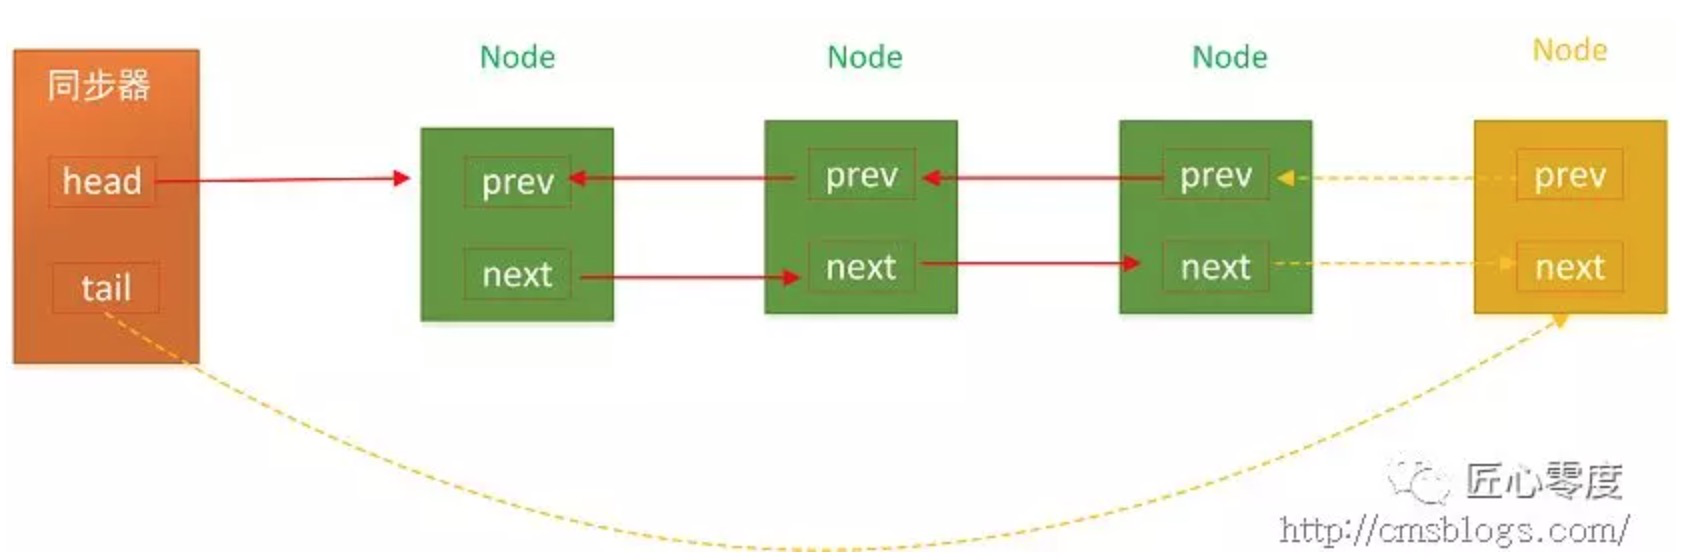 同步器
head
tail
Node
prev
next
Node
prev
next
Node
prev
next
Node
prev
next
匠心零度
http://cmsblogs.com/